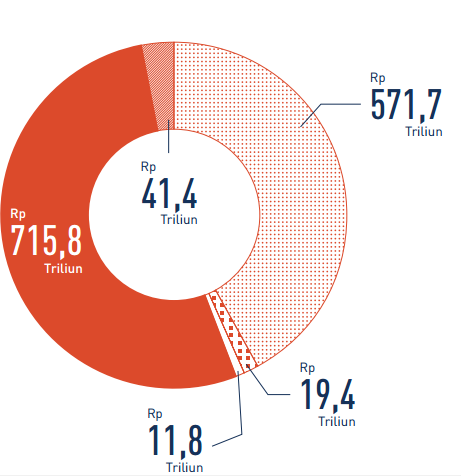 Rp
571,7
Triliun
Rp
41,4
Triliun
Rp
715,8
Triliun
Rp
19,4
Triliun
Rp
11,8
Triliun